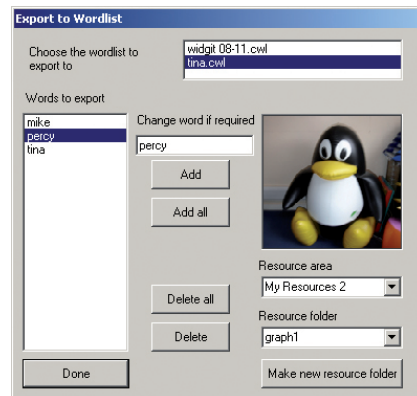 Export to Wordlist
Choose the wordlist to
export to
widgit 08-11.cwl
tina.cwl
Words to export
mike
percy
tina
Change word if required
percy
Add
Add all
Delete all
Delete
Resource area
My Resources 2
Resource folder
graph1
Done
Make new resource folder